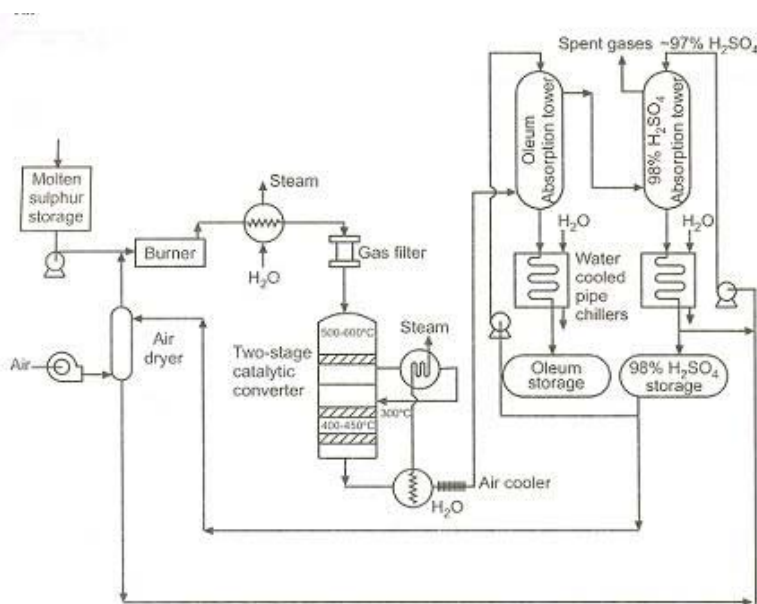 Spent gases ~97% H₂SO₄
Oleum
Absorption tower
98% H₂SO₄
Absorption tower
Molten
sulphur
storage
Steam
Burner
Gas filter
H₂O
H₂O
H₂O
Water
cooled
pipe
chillers
Air
dryer
Air
500-600°C
Two-stage
catalytic
converter
Steam
300°C
400-450°C
Oleum
storage
98% H₂SO₄
storage
Air cooler
H₂O